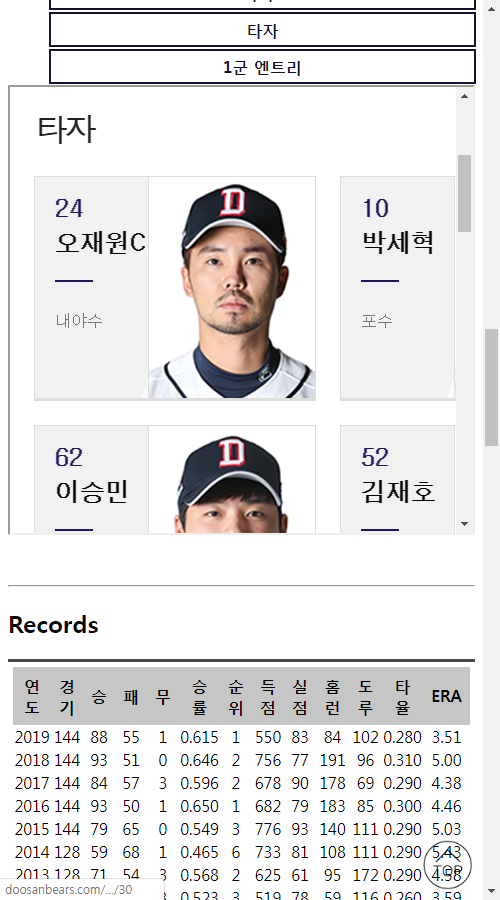 타자
1군 엔트리
타자
24
오재원C
내야수
10
박세혁
포수
62
이승민
52
김재호
Records
연도 경기 승 패 무 승률 순위 득점 실점 홈런 도루 타율 ERA
2019 144 88 55 1 0.615 1 550 83 84 102 0.280 3.51
2018 144 93 51 0 0.646 2 756 77 191 96 0.310 5.00
2017 144 84 57 3 0.596 2 678 90 178 69 0.290 4.38
2016 144 93 50 1 0.650 1 682 79 183 85 0.300 4.46
2015 144 79 65 0 0.549 3 776 93 140 111 0.290 5.03
2014 128 59 68 1 0.465 6 733 81 108 111 0.290 5.43
2013 128 71 54 3 0.568 2 625 61 95 172 0.290 4.58
3 0.523 3 519 78 59 116 0.260 3.59
TOP
doosanbears.com/.../30